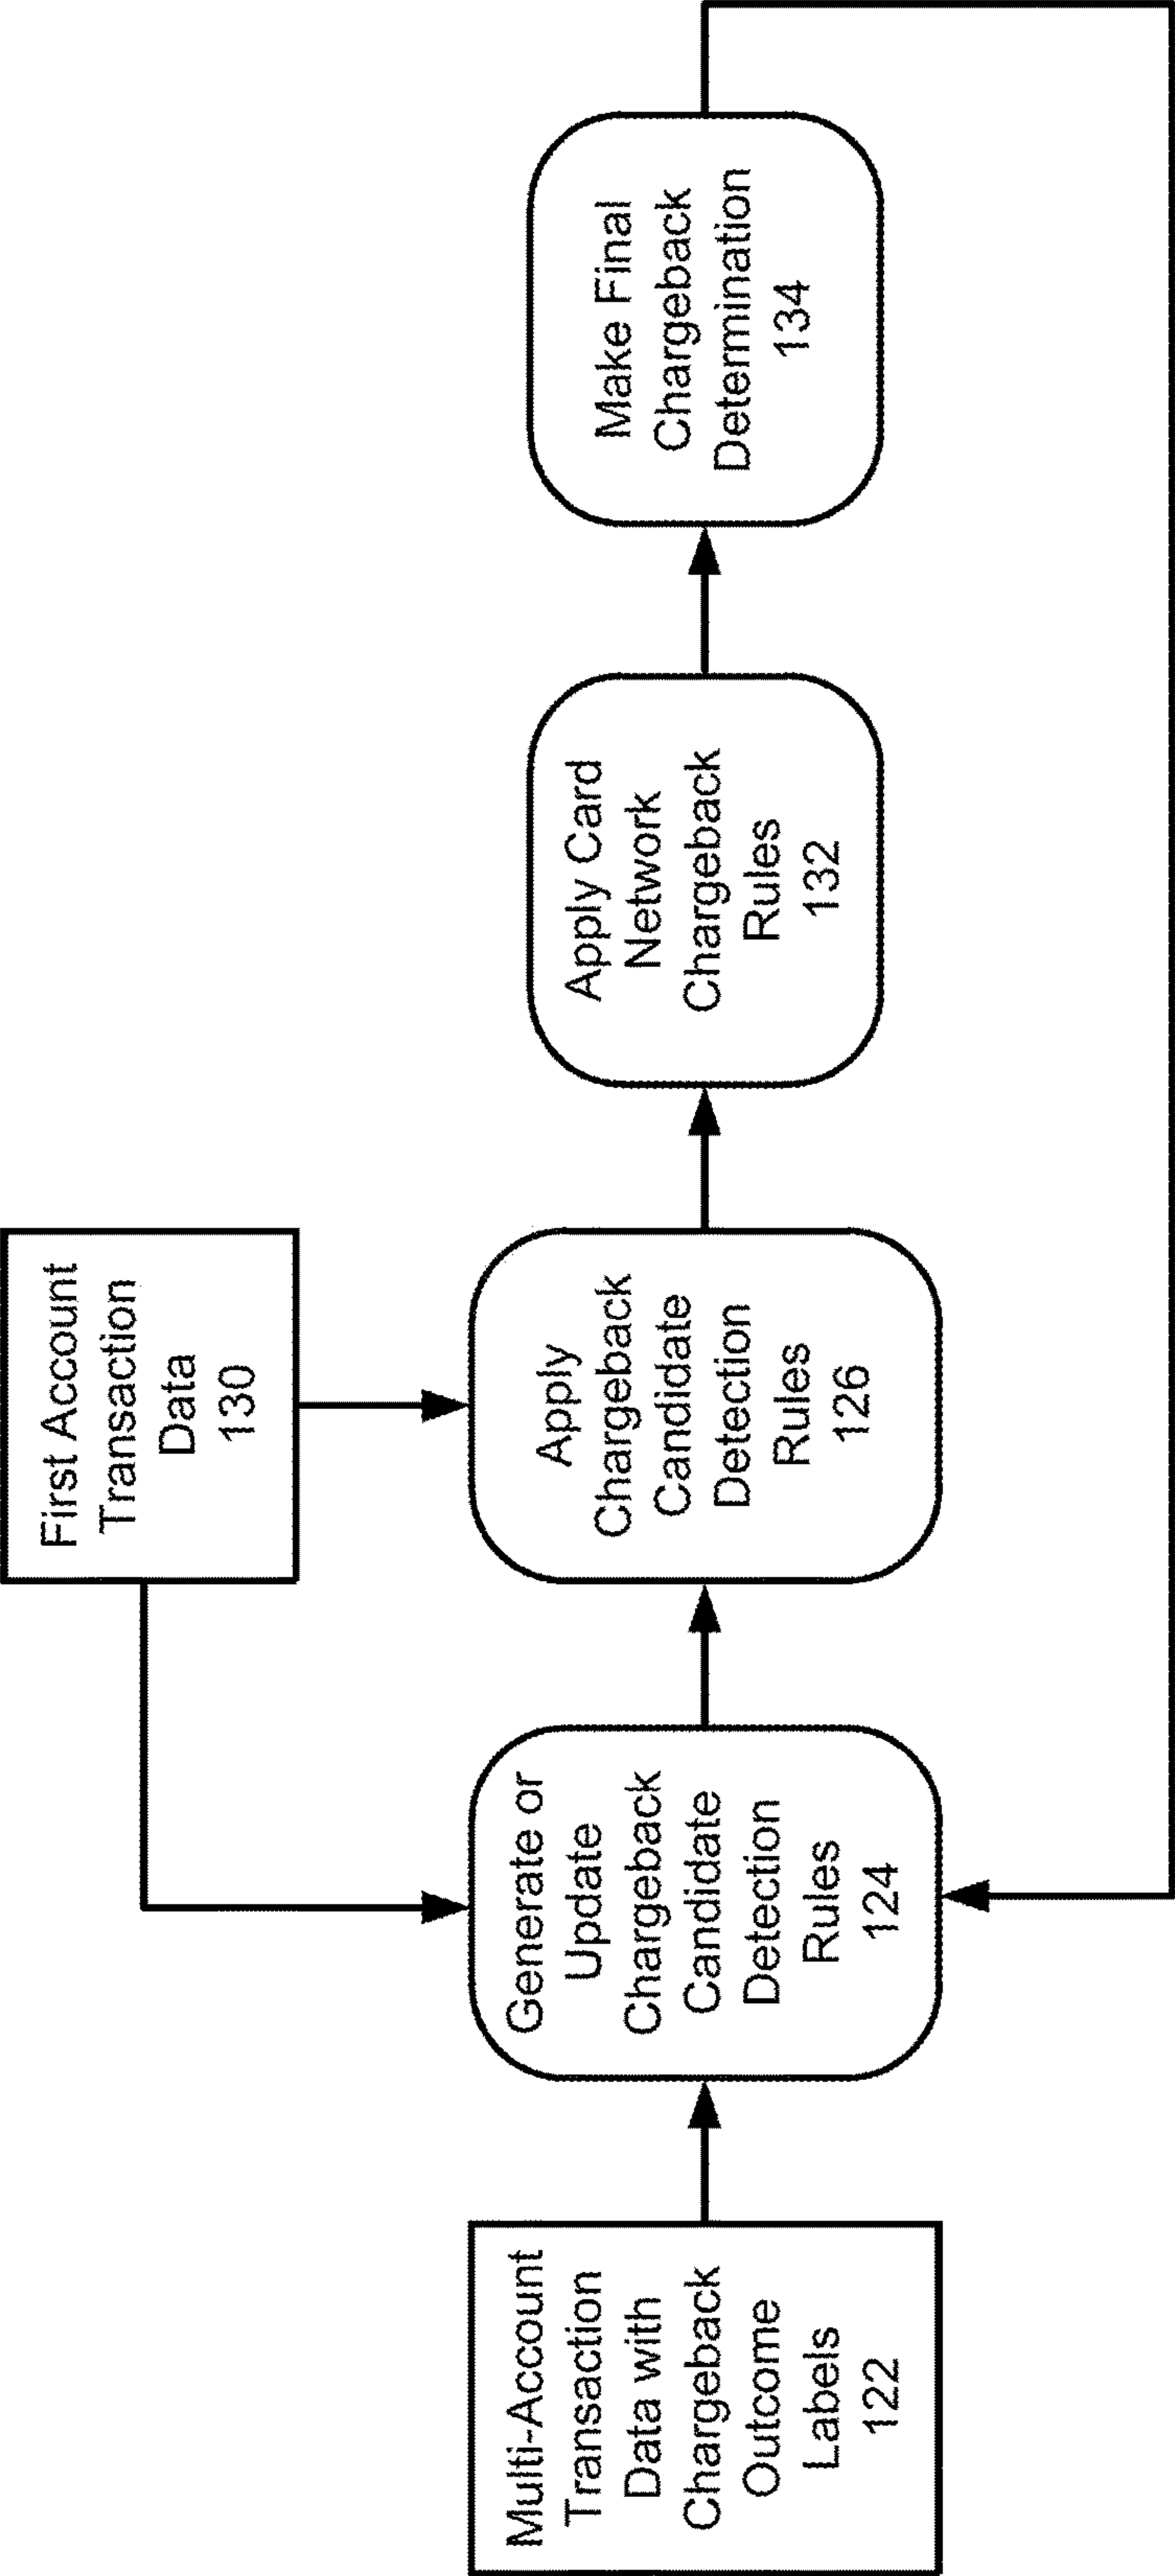 First Account
Transaction
Data
130
Multi-Account
Transaction
Data with
Chargeback
Outcome
Labels
122
Generate or
Update
Chargeback
Candidate
Detection
Rules
124
Apply
Chargeback
Candidate
Detection
Rules
126
Apply Card
Network
Chargeback
Rules
132
Make Final
Chargeback
Determination
134